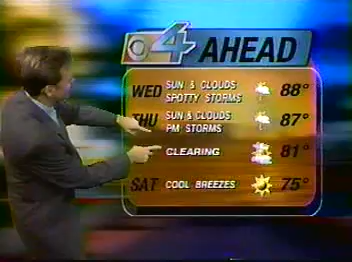 4 AHEAD
WED SUN & CLOUDS SPOTTY STORMS 88°
THU SUN & CLOUDS PM STORMS 87°
CLEARING 81°
SAT COOL BREEZES 75°